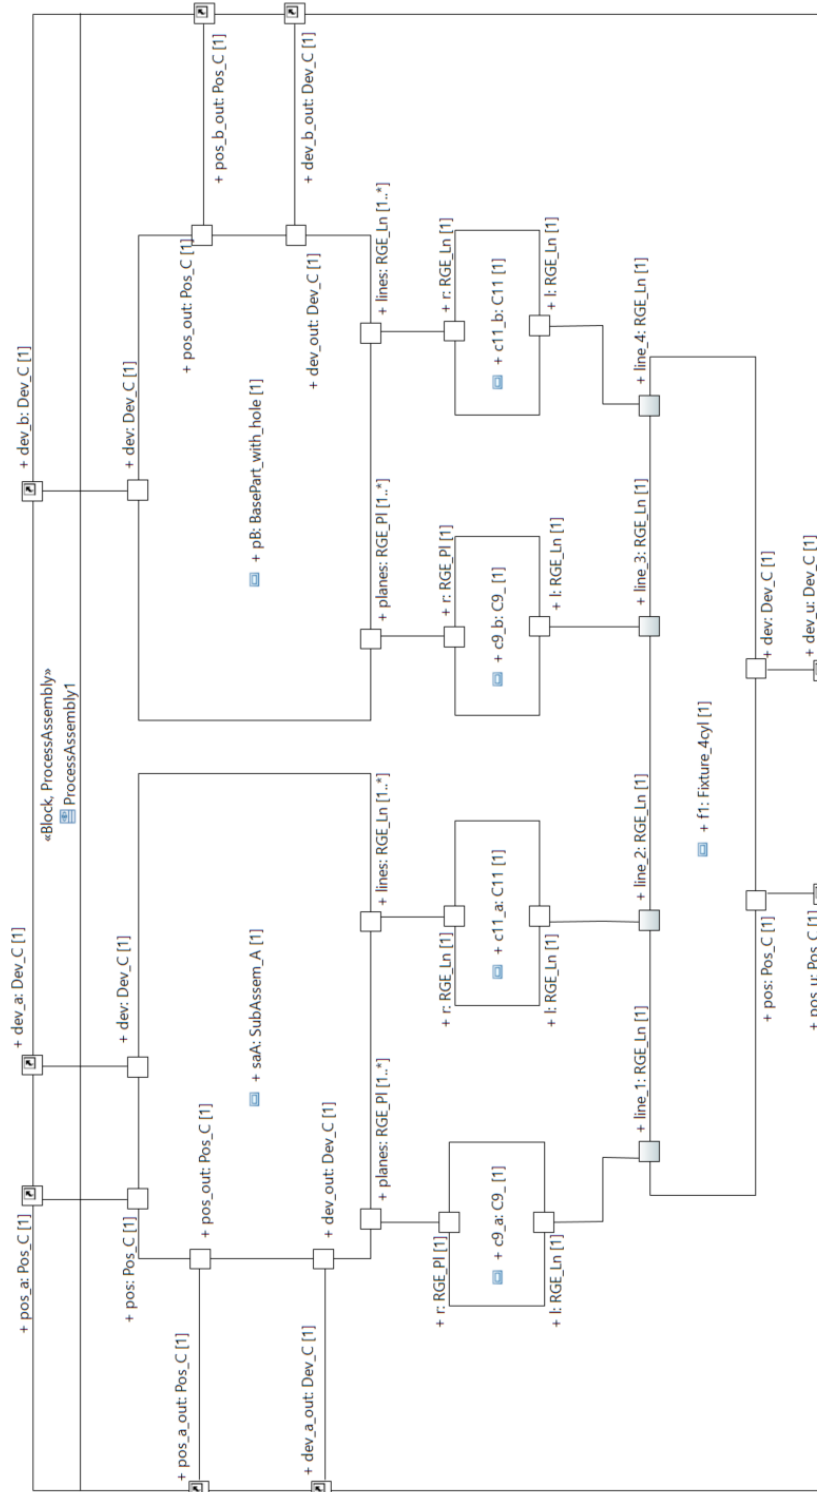 «Block, ProcessAssembly»
ProcessAssembly1
+ pos_a: Pos_C [1]
+ dev_a: Dev_C [1]
+ dev_b: Dev_C [1]
+ pos: Pos_C [1]
+ dev: Dev_C [1]
+ dev: Dev_C [1]
+ pos_a_out: Pos_C [1]
+ pos_out: Pos_C [1]
+ pos_out: Pos_C [1]
+ pos_b_out: Pos_C [1]
+ saA: SubAssem_A [1]
+ pB: BasePart_with_hole [1]
+ dev_a_out: Dev_C [1]
+ dev_out: Dev_C [1]
+ dev_out: Dev_C [1]
+ dev_b_out: Dev_C [1]
+ planes: RGE_Pl [1..*]
+ lines: RGE_Ln [1..*]
+ planes: RGE_Pl [1..*]
+ lines: RGE_Ln [1..*]
+ r: RGE_Pl [1]
+ r: RGE_Ln [1]
+ r: RGE_Pl [1]
+ r: RGE_Ln [1]
+ c9_a: C9_ [1]
+ c11_a: C11 [1]
+ c9_b: C9_ [1]
+ c11_b: C11 [1]
+ l: RGE_Ln [1]
+ l: RGE_Ln [1]
+ l: RGE_Ln [1]
+ l: RGE_Ln [1]
+ line_1: RGE_Ln [1]
+ line_2: RGE_Ln [1]
+ line_3: RGE_Ln [1]
+ line_4: RGE_Ln [1]
+ f1: Fixture_4cyl [1]
+ pos: Pos_C [1]
+ dev: Dev_C [1]
+ pos_u: Pos_C [1]
+ dev_u: Dev_C [1]